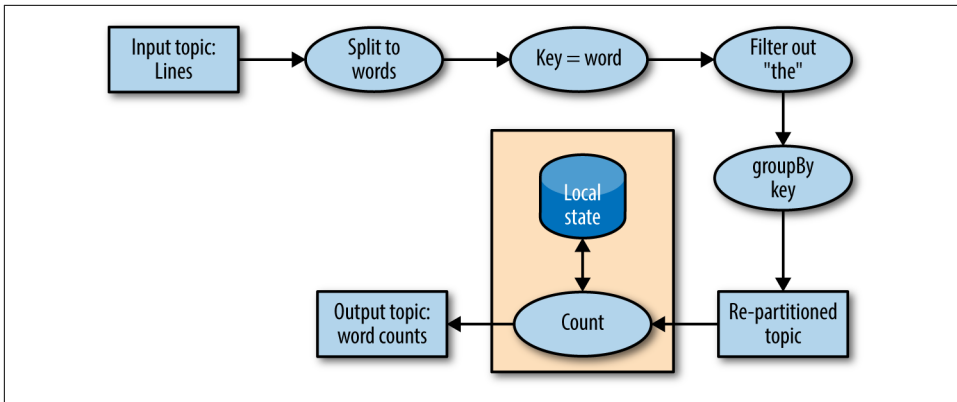 Input topic:
Lines
Split to
words
Key = word
Filter out
"the"
groupBy
key
Re-partitioned
topic
Local
state
Count
Output topic:
word counts